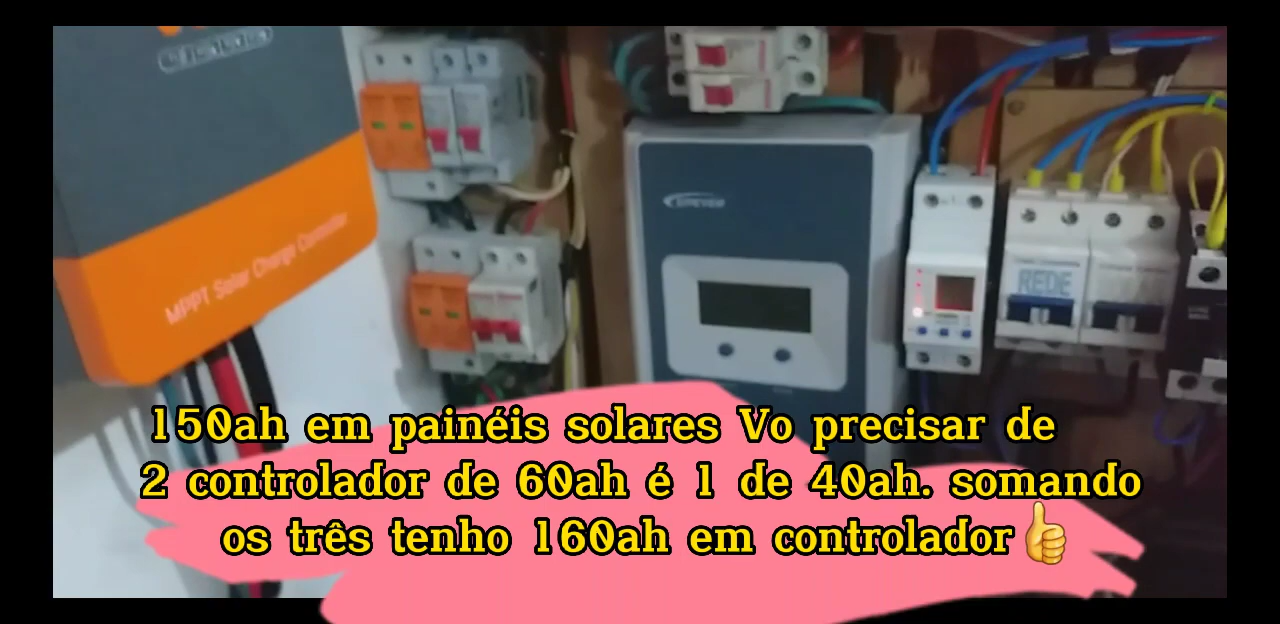 MPPT Solar Charge Controller
EPEVER
REDE
150ah em painéis solares Vo precisar de
2 controlador de 60ah é 1 de 40ah. somando
os três tenho 160ah em controlador👍